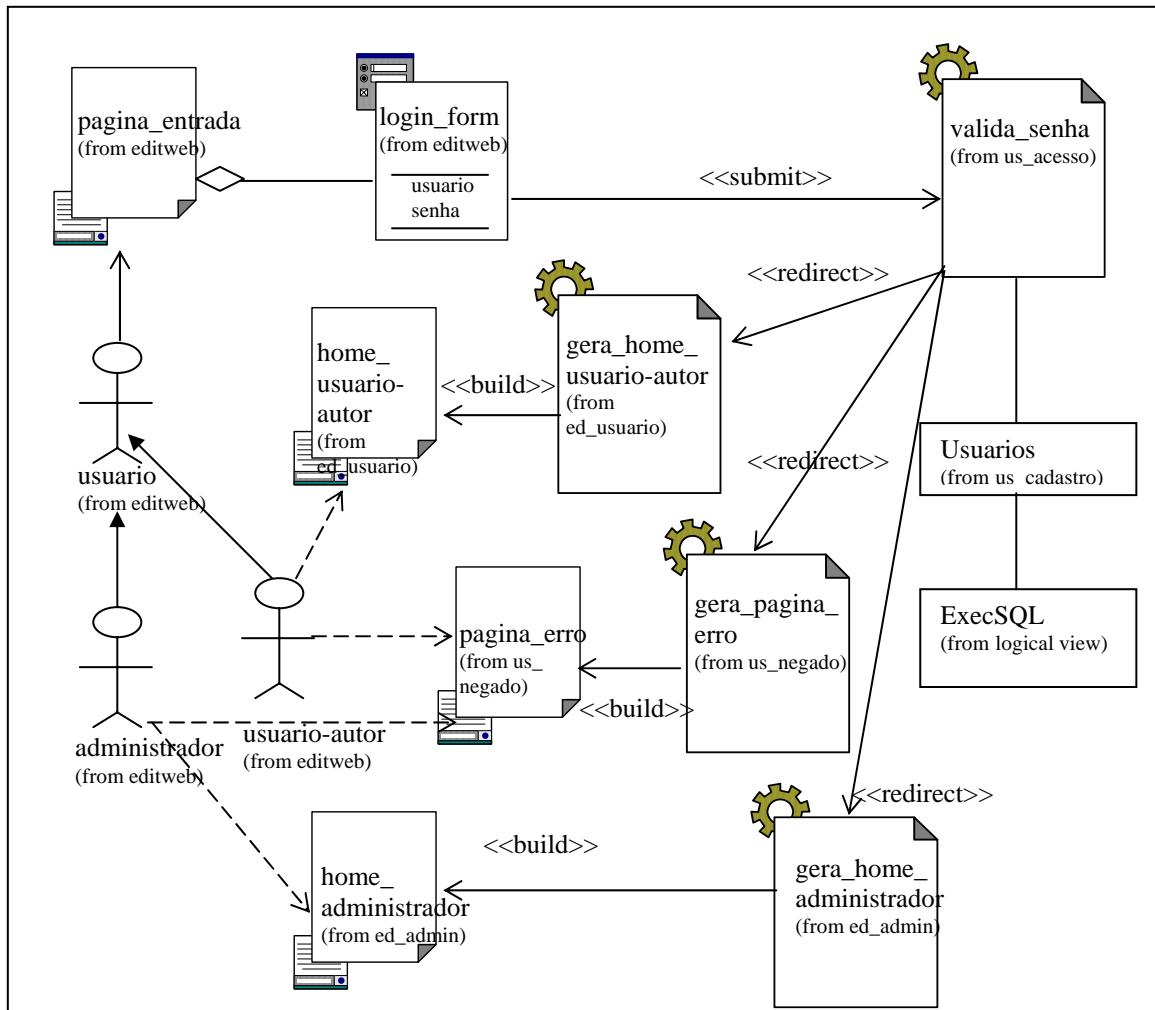 pagina_entrada
(from editweb)
login_form
(from editweb)
usuario
senha
<<submit>>
valida_senha
(from us_acesso)
<<redirect>>
home_
usuario-
autor
(from
ed_usuario)
<<build>>
gera_home_
usuario-autor
(from
ed_usuario)
<<redirect>>
Usuarios
(from us_cadastro)
usuario
(from editweb)
ExecSQL
(from logical view)
pagina_erro
(from us_
negado)
<<build>>
gera_pagina_
erro
(from us_negado)
administrador
(from editweb)
usuario-autor
(from editweb)
<<redirect>>
home_
administrador
(from ed_admin)
<<build>>
gera_home_
administrador
(from ed_admin)